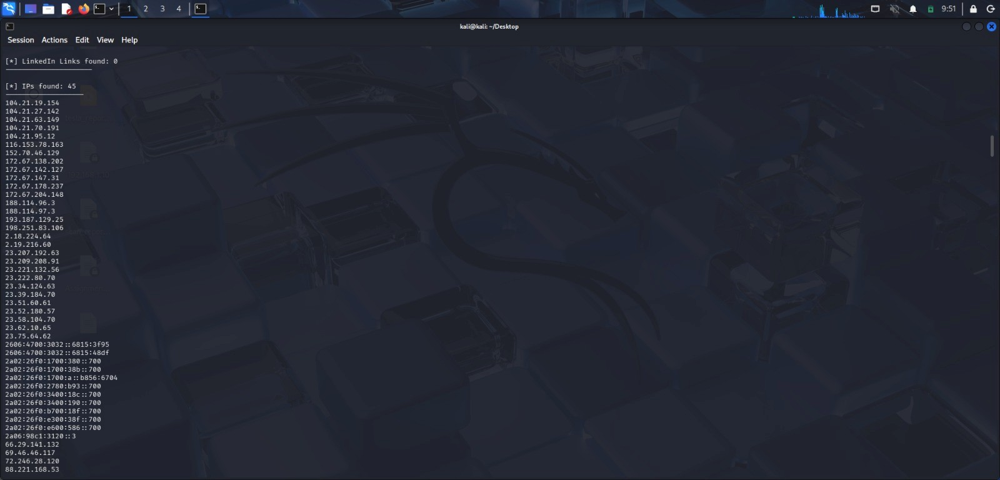 1 2 3 4 9:51
kali@kali: ~/Desktop
Session Actions Edit View Help
[*] LinkedIn Links found: 0
[*] IPs found: 45
104.21.19.154
104.21.27.142
104.21.63.149
104.21.70.191
104.21.95.12
116.153.78.163
152.70.46.129
172.67.138.202
172.67.142.127
172.67.147.31
172.67.178.237
172.67.204.148
188.114.96.3
188.114.97.3
193.187.129.25
198.251.83.106
2.18.224.64
2.19.216.60
23.207.192.63
23.209.208.91
23.221.132.56
23.222.80.70
23.34.124.63
23.39.184.70
23.51.60.61
23.52.180.57
23.58.104.70
23.62.10.65
23.75.64.62
2606:4700:3032::6815:3f95
2606:4700:3032::6815:48df
2a02:26f0:1700:380::700
2a02:26f0:1700:38b::700
2a02:26f0:1700:a::b856:6704
2a02:26f0:2780:b93::700
2a02:26f0:3400:18c::700
2a02:26f0:3400:190::700
2a02:26f0:b700:18f::700
2a02:26f0:e300:38f::700
2a02:26f0:e600:586::700
2a06:98c1:3120::3
66.29.141.132
69.46.46.117
72.246.28.120
88.221.168.53